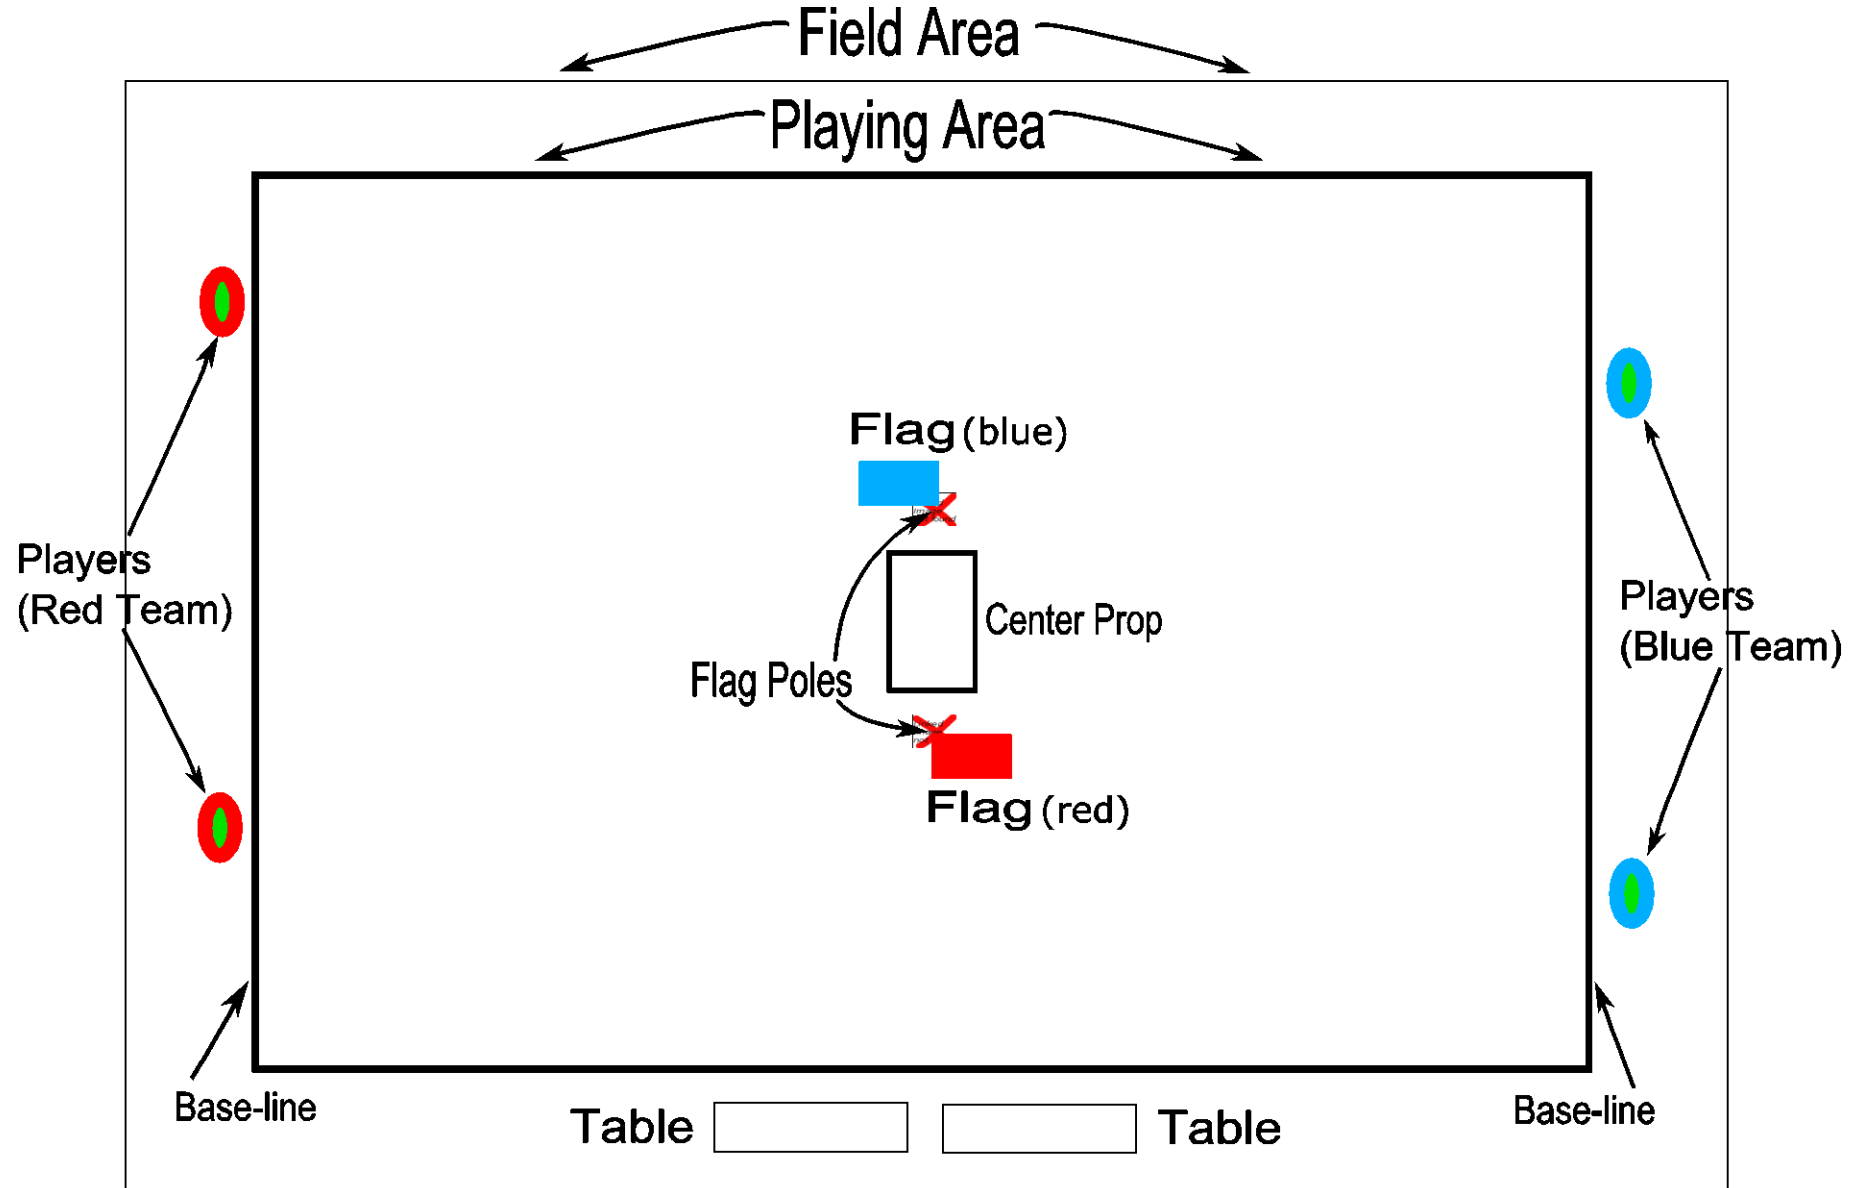 Field Area
Playing Area
Flag (blue)
Players
(Red Team)
Center Prop
Players
(Blue Team)
Flag Poles
Flag (red)
Base-line
Base-line
Table
Table